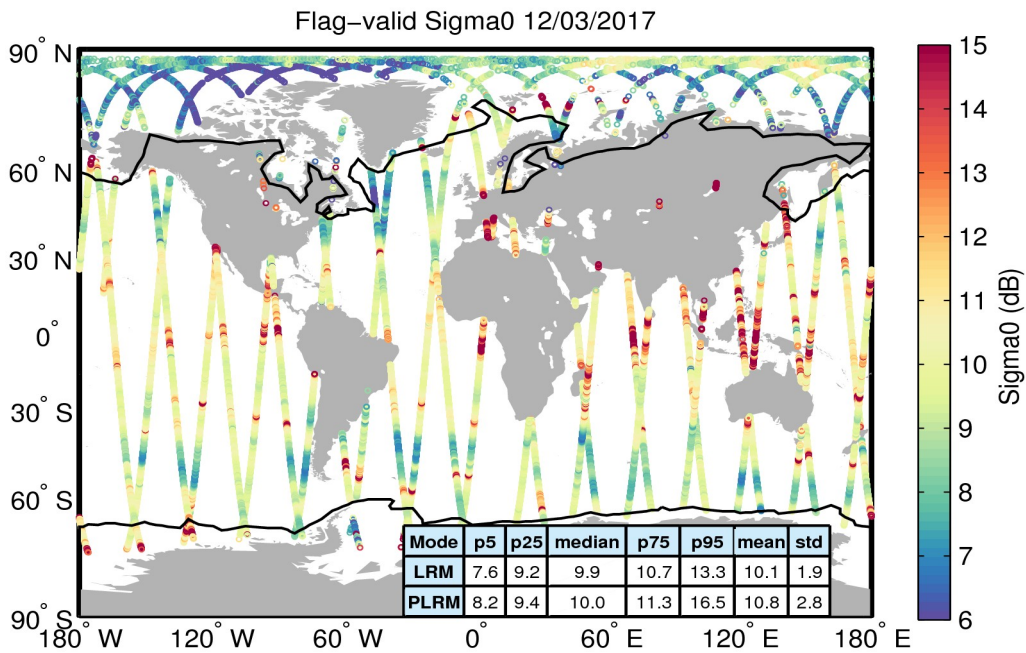 Flag−valid Sigma0 12/03/2017
90° N
60° N
30° N
0°
30° S
60° S
90° S
180° W
120° W
60° W
0°
60° E
120° E
180° E
15
14
13
12
11
10
9
8
7
6
Sigma0 (dB)
Mode p5 p25 median p75 p95 mean std
LRM 7.6 9.2 9.9 10.7 13.3 10.1 1.9
PLRM 8.2 9.4 10.0 11.3 16.5 10.8 2.8